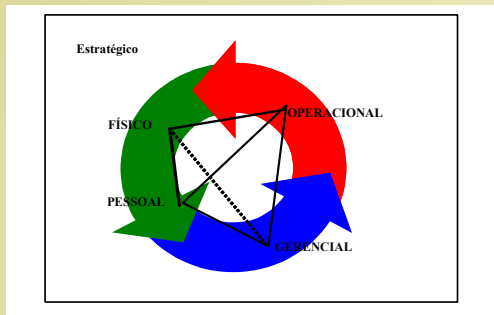 Estratégico
OPERACIONAL
FÍSICO
PESSOAL
GERENCIAL